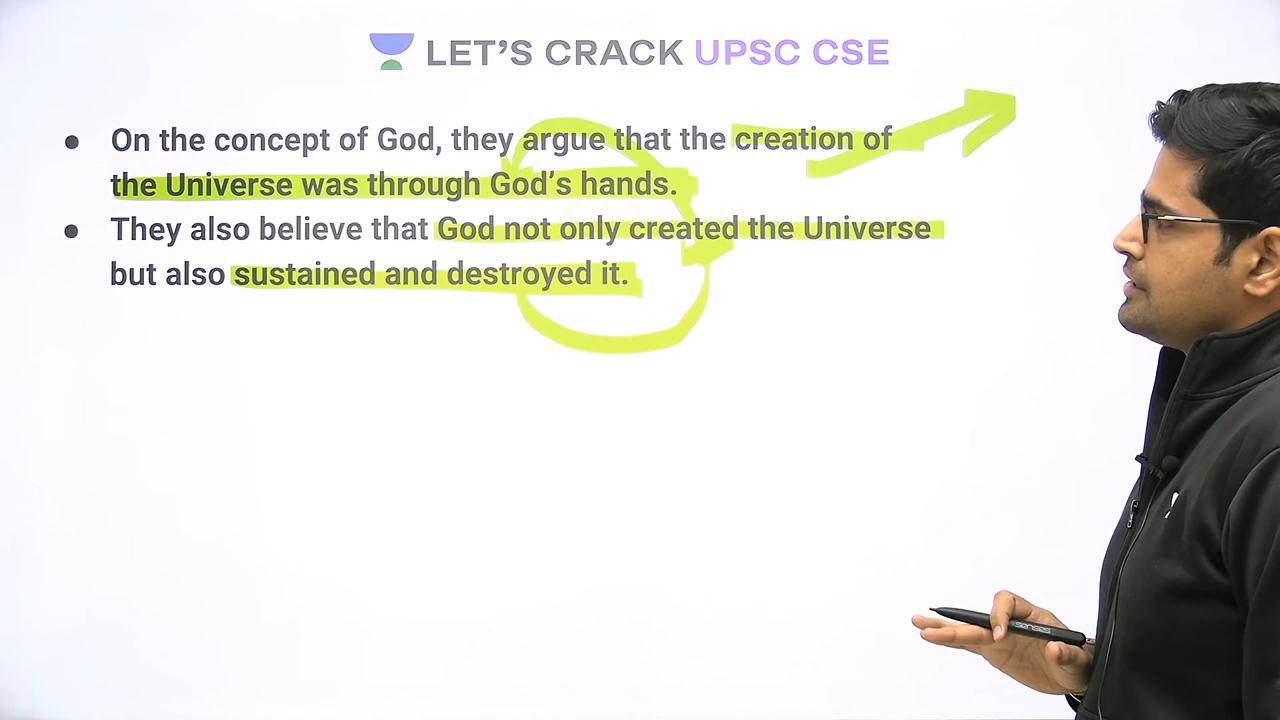 LET'S CRACK UPSC CSE
● On the concept of God, they argue that the creation of
the Universe was through God's hands.
● They also believe that God not only created the Universe
but also sustained and destroyed it.
senses